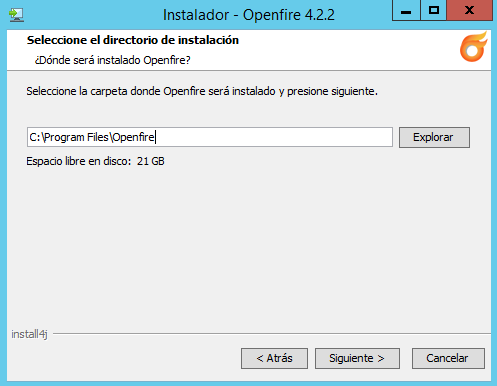 Instalador - Openfire 4.2.2
Seleccione el directorio de instalación
¿Dónde será instalado Openfire?
Seleccione la carpeta donde Openfire será instalado y presione siguiente.
C:\Program Files\Openfire
Explorar
Espacio libre en disco: 21 GB
install4j
< Atrás
Siguiente >
Cancelar